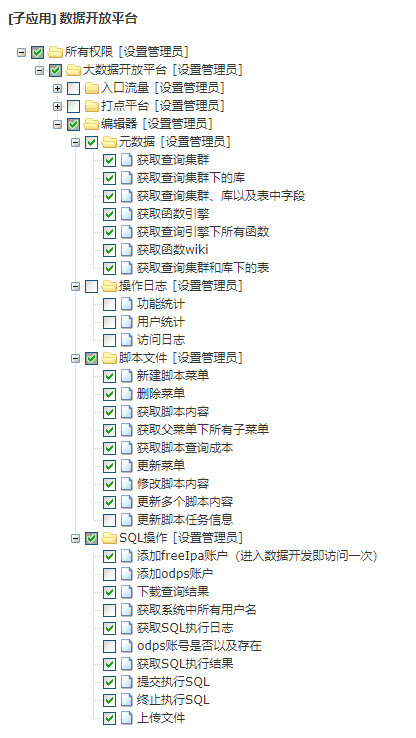 [子应用] 数据开放平台
所有权限 [设置管理员]
大数据开放平台 [设置管理员]
入口流量 [设置管理员]
打点平台 [设置管理员]
编辑器 [设置管理员]
元数据 [设置管理员]
获取查询集群
获取查询集群下的库
获取查询集群、库以及表中字段
获取函数引擎
获取查询引擎下所有函数
获取函数wiki
获取查询集群和库下的表
操作日志 [设置管理员]
功能统计
用户统计
访问日志
脚本文件 [设置管理员]
新建脚本菜单
删除菜单
获取脚本内容
获取父菜单下所有子菜单
获取脚本查询成本
更新菜单
修改脚本内容
更新多个脚本内容
更新脚本任务信息
SQL操作 [设置管理员]
添加freeIpa账户（进入数据开发即访问一次）
添加odps账户
下载查询结果
获取系统中所有用户名
获取SQL执行日志
odps账号是否以及存在
获取SQL执行结果
提交执行SQL
终止执行SQL
上传文件